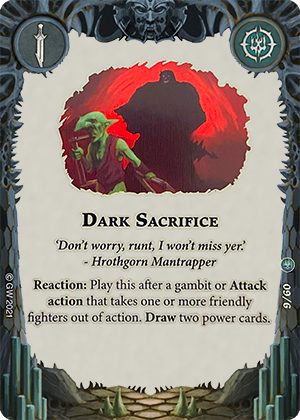 DARK SACRIFICE
'Don't worry, runt, I won't miss yer.'
- Hrothgorn Mantrapper
Reaction: Play this after a gambit or Attack
action that takes one or more friendly
fighters out of action. Draw two power cards.
© GW 2021
9/60